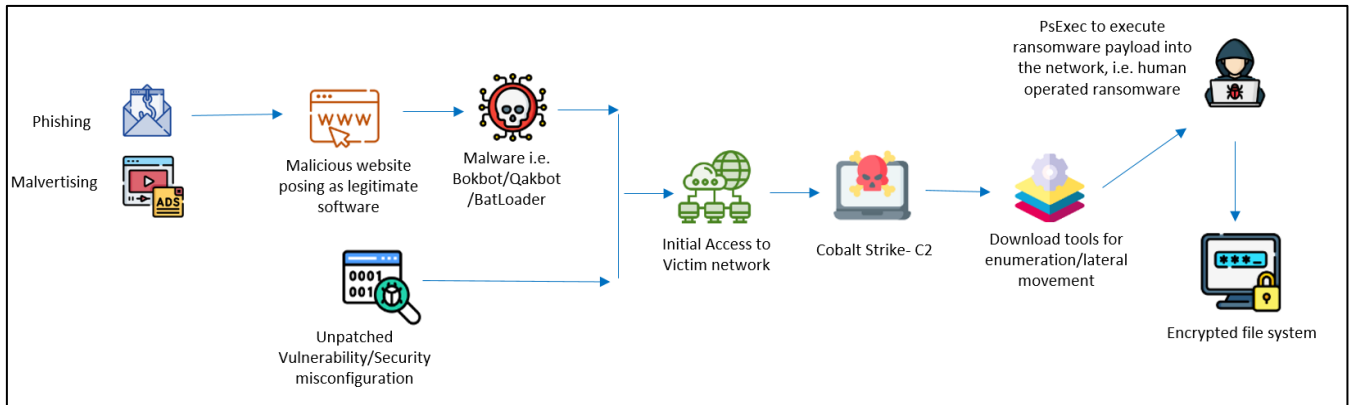 Phishing
Malvertising
ADS
WWW
Malicious website
posing as legitimate
software
Malware i.e.
Bokbot/Qakbot
/BatLoader
0001
001
Unpatched
Vulnerability/Security
misconfiguration
Initial Access to
Victim network
Cobalt Strike- C2
Download tools for
enumeration/lateral
movement
PsExec to execute
ransomware payload into
the network, i.e. human
operated ransomware
***_
Encrypted file system